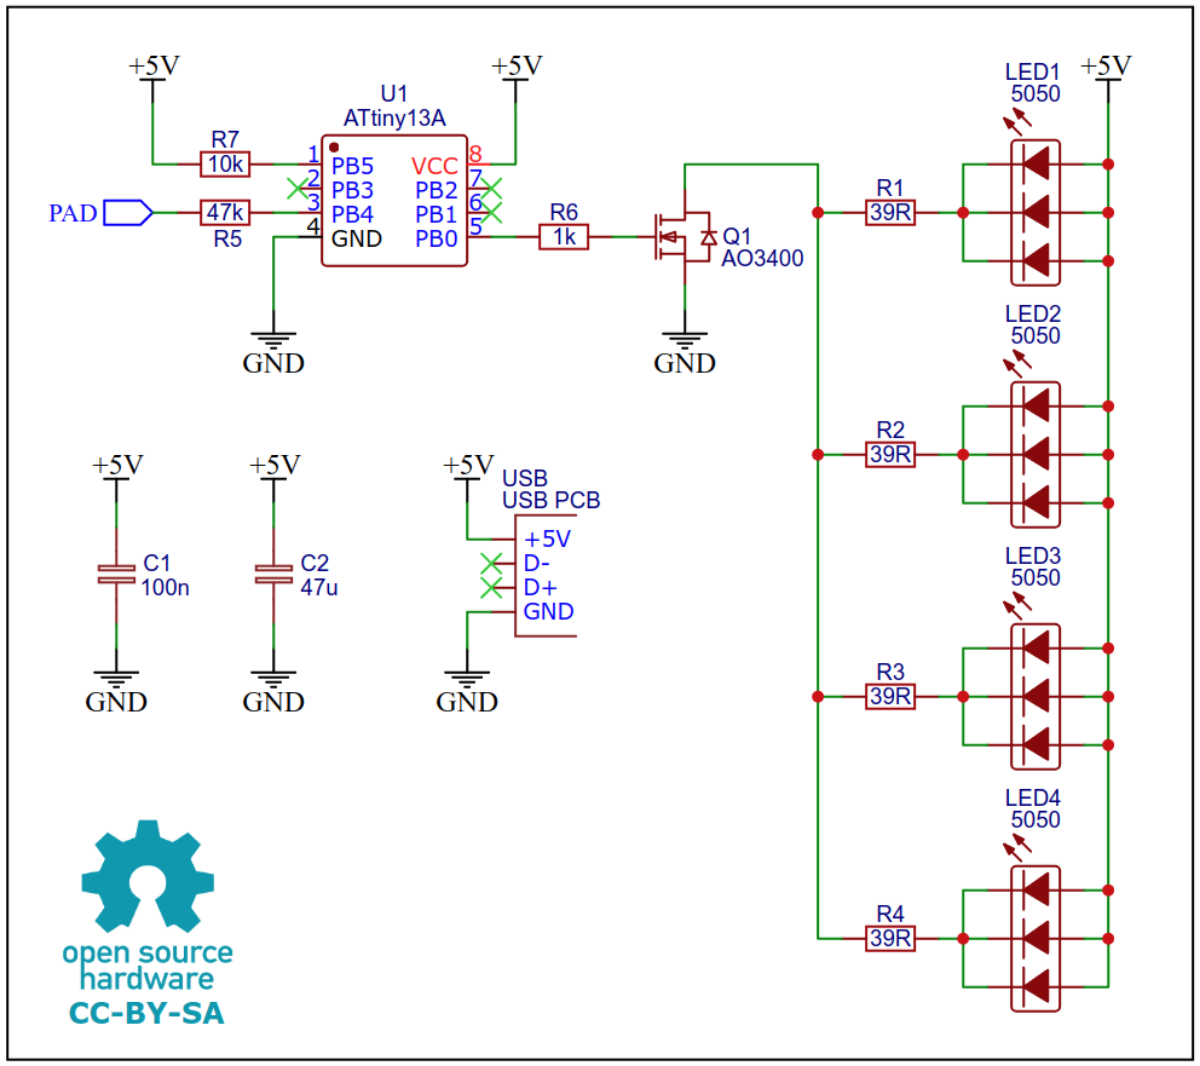 +5V
R7
10k
PAD
47k
R5
U1
ATtiny13A
1
2
3
4
PB5
PB3
PB4
GND
VCC
PB2
PB1
PB0
8
7
6
5
+5V
GND
R6
1k
Q1
AO3400
GND
R1
39R
LED1
5050
+5V
R2
39R
LED2
5050
R3
39R
LED3
5050
R4
39R
LED4
5050
+5V
C1
100n
GND
+5V
C2
47u
GND
+5V
USB
USB PCB
+5V
D-
D+
GND
GND
open source
hardware
CC-BY-SA